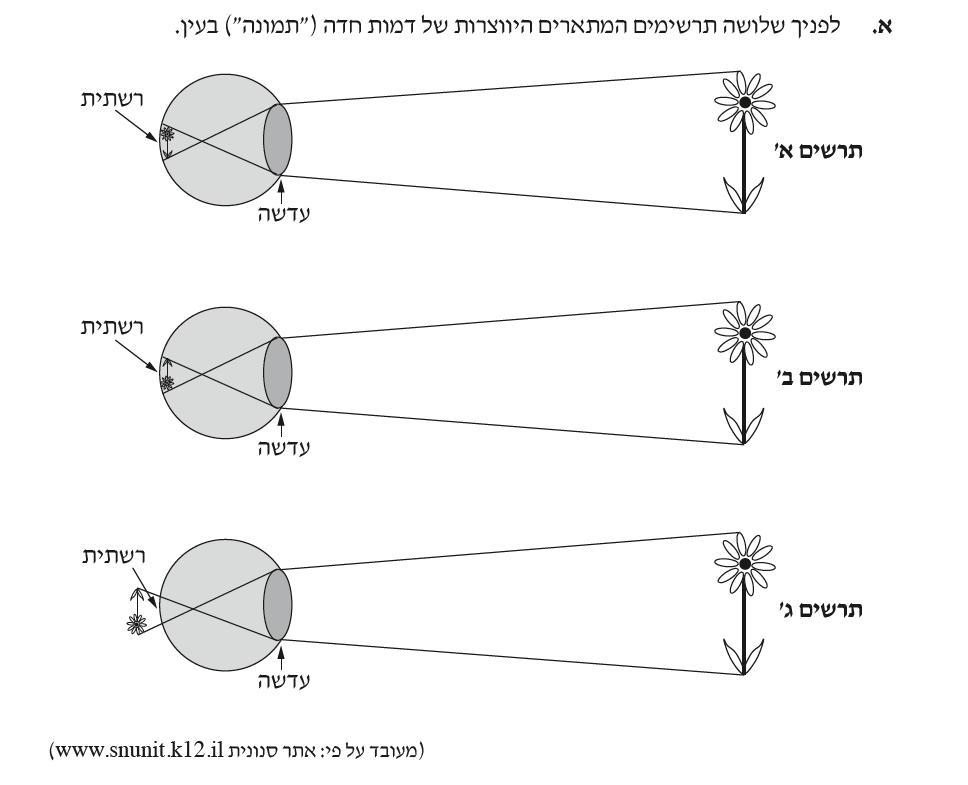 א. לפניך שלושה תרשימים המתארים היווצרות של דמות חדה ("תמונה") בעין.
רשתית
תרשים א'
עדשה
רשתית
תרשים ב'
עדשה
רשתית
תרשים ג'
עדשה
(מעובד על פי: אתר סנונית www.snunit.k12.il)